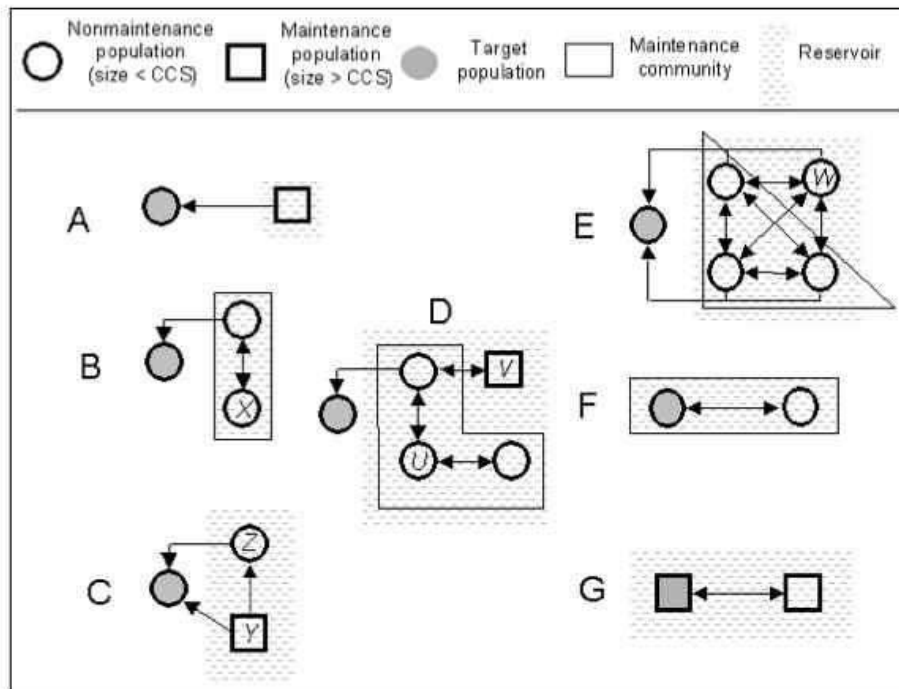 Nonmaintenance
population
(size < CCS)
Maintenance
population
(size > CCS)
Target
population
Maintenance
community
Reservoir
A
B
X
C
Z
Y
D
V
U
E
W
F
G